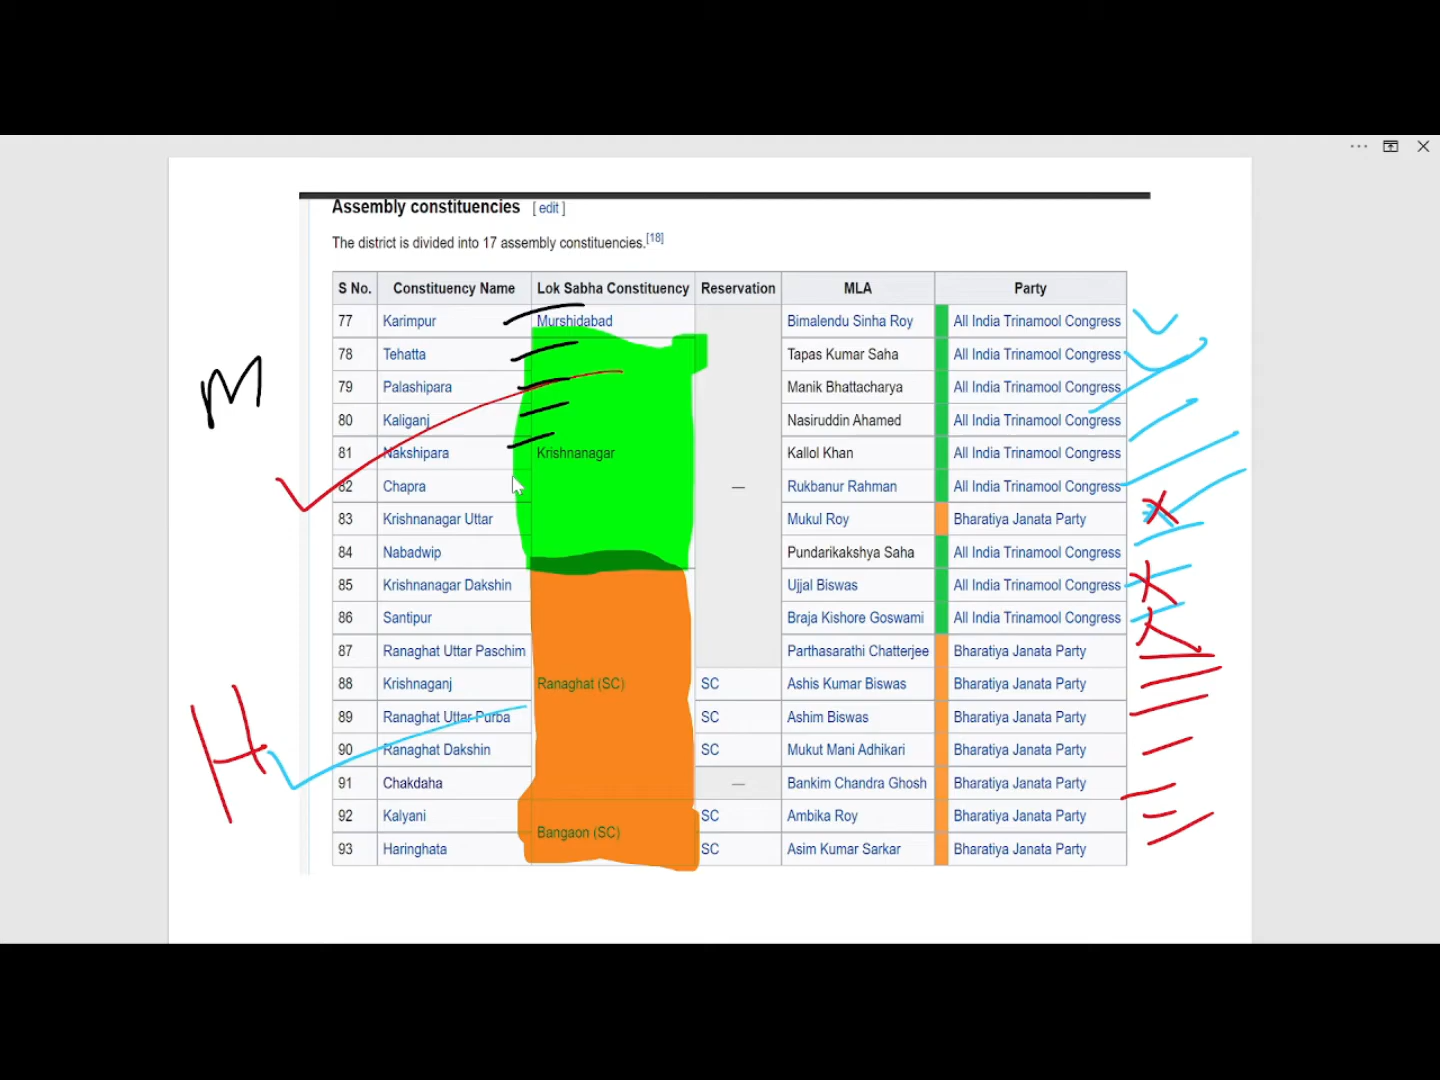 Assembly constituencies [ edit ]
The district is divided into 17 assembly constituencies.[18]
S No. Constituency Name Lok Sabha Constituency Reservation MLA Party
77 Karimpur Murshidabad Bimalendu Sinha Roy All India Trinamool Congress
78 Tehatta Tapas Kumar Saha All India Trinamool Congress
M
79 Palashipara Manik Bhattacharya All India Trinamool Congress
80 Kaliganj Nasiruddin Ahamed All India Trinamool Congress
81 Nakshipara Krishnanagar Kallol Khan All India Trinamool Congress
82 Chapra — Rukbanur Rahman All India Trinamool Congress
83 Krishnanagar Uttar Mukul Roy Bharatiya Janata Party
84 Nabadwip Pundarikakshya Saha All India Trinamool Congress
85 Krishnanagar Dakshin Ujjal Biswas All India Trinamool Congress
86 Santipur Braja Kishore Goswami All India Trinamool Congress
87 Ranaghat Uttar Paschim Parthasarathi Chatterjee Bharatiya Janata Party
88 Krishnaganj Ranaghat (SC) SC Ashis Kumar Biswas Bharatiya Janata Party
89 Ranaghat Uttar Purba SC Ashim Biswas Bharatiya Janata Party
H
90 Ranaghat Dakshin SC Mukut Mani Adhikari Bharatiya Janata Party
91 Chakdaha — Bankim Chandra Ghosh Bharatiya Janata Party
92 Kalyani Bangaon (SC) SC Ambika Roy Bharatiya Janata Party
93 Haringhata SC Asim Kumar Sarkar Bharatiya Janata Party